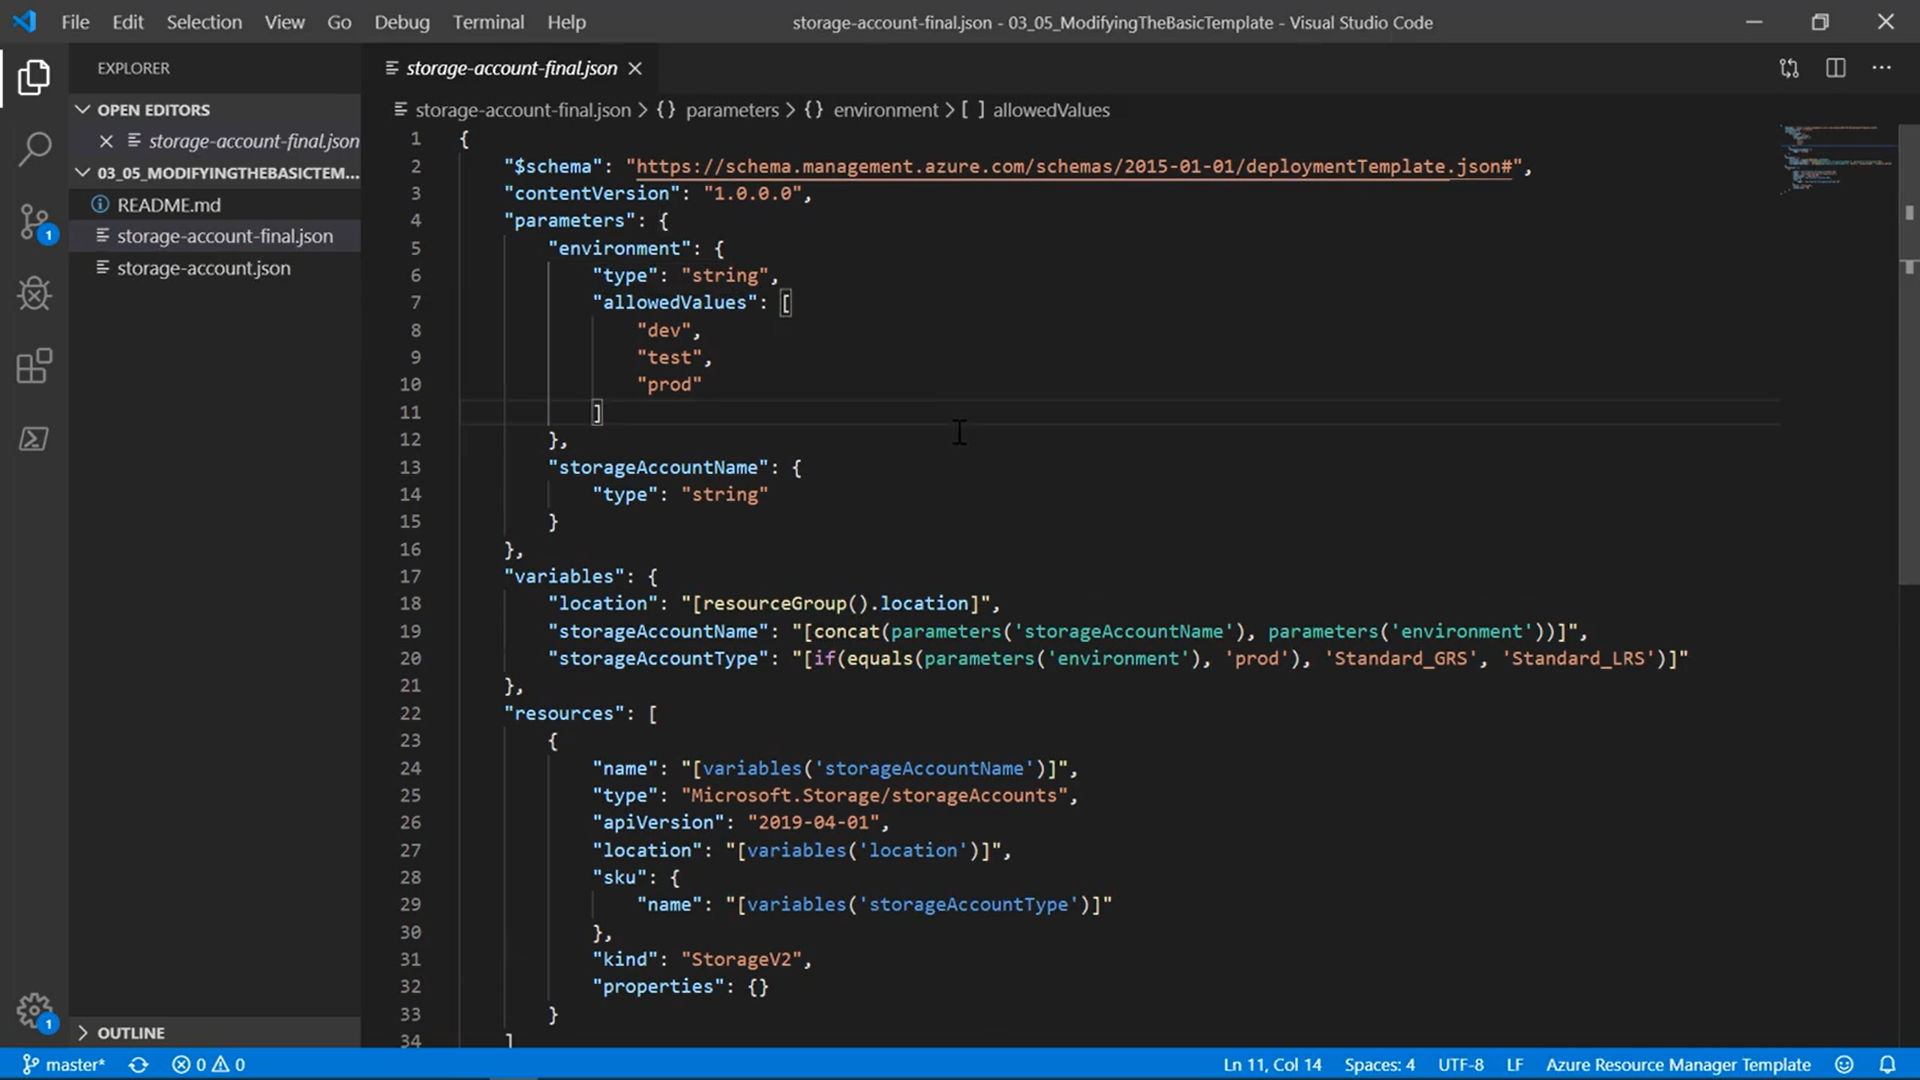 File Edit Selection View Go Debug Terminal Help
storage-account-final.json - 03_05_ModifyingTheBasicTemplate - Visual Studio Code
EXPLORER
OPEN EDITORS
storage-account-final.json
03_05_MODIFYINGTHEBASICTEM...
README.md
storage-account-final.json
storage-account.json
OUTLINE
1
1
storage-account-final.json
storage-account-final.json > {} parameters > {} environment > [ ] allowedValues
1 {
2 "$schema": "https://schema.management.azure.com/schemas/2015-01-01/deploymentTemplate.json#",
3 "contentVersion": "1.0.0.0",
4 "parameters": {
5 "environment": {
6 "type": "string",
7 "allowedValues": [
8 "dev",
9 "test",
10 "prod"
11 ]
12 },
13 "storageAccountName": {
14 "type": "string"
15 }
16 },
17 "variables": {
18 "location": "[resourceGroup().location]",
19 "storageAccountName": "[concat(parameters('storageAccountName'), parameters('environment'))]",
20 "storageAccountType": "[if(equals(parameters('environment'), 'prod'), 'Standard_GRS', 'Standard_LRS')]"
21 },
22 "resources": [
23 {
24 "name": "[variables('storageAccountName')]",
25 "type": "Microsoft.Storage/storageAccounts",
26 "apiVersion": "2019-04-01",
27 "location": "[variables('location')]",
28 "sku": {
29 "name": "[variables('storageAccountType')]"
30 },
31 "kind": "StorageV2",
32 "properties": {}
33 }
34 ]
master* 0 0 Ln 11, Col 14 Spaces: 4 UTF-8 LF Azure Resource Manager Template